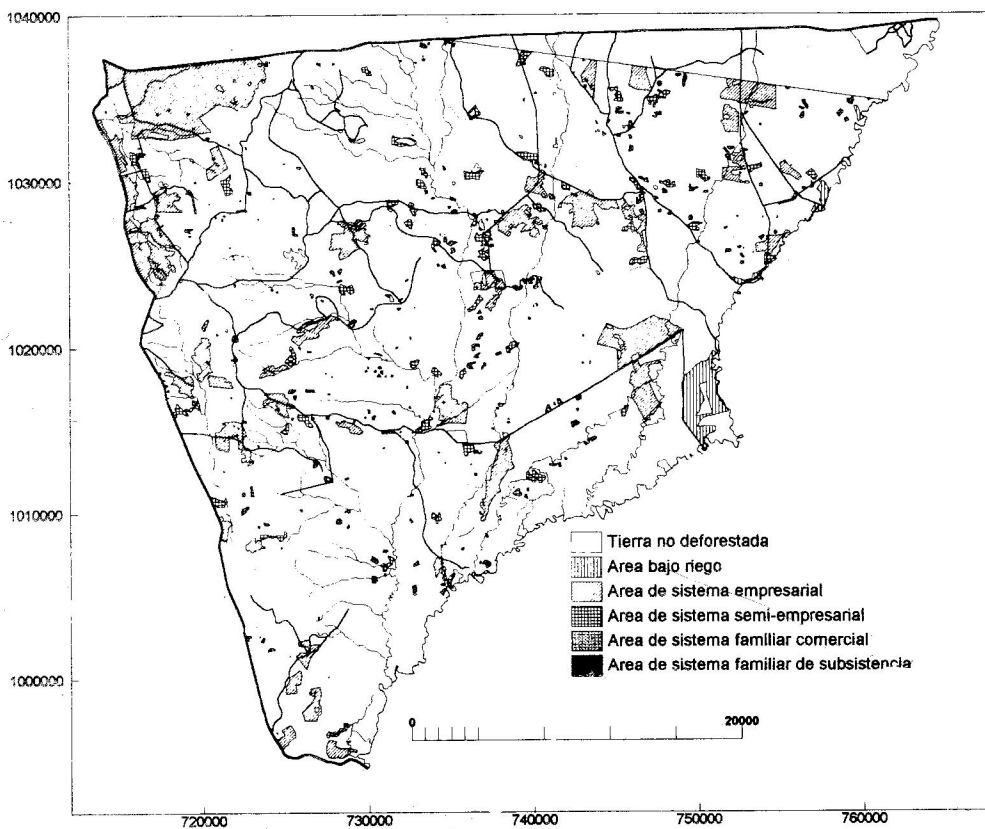 1040000
1030000
1020000
1010000
1000000
Tierra no deforestada
Area bajo riego
Area de sistema empresarial
Area de sistema semi-empresarial
Area de sistema familiar comercial
Area de sistema familiar de subsistencia
0 20000
720000 730000 740000 750000 760000